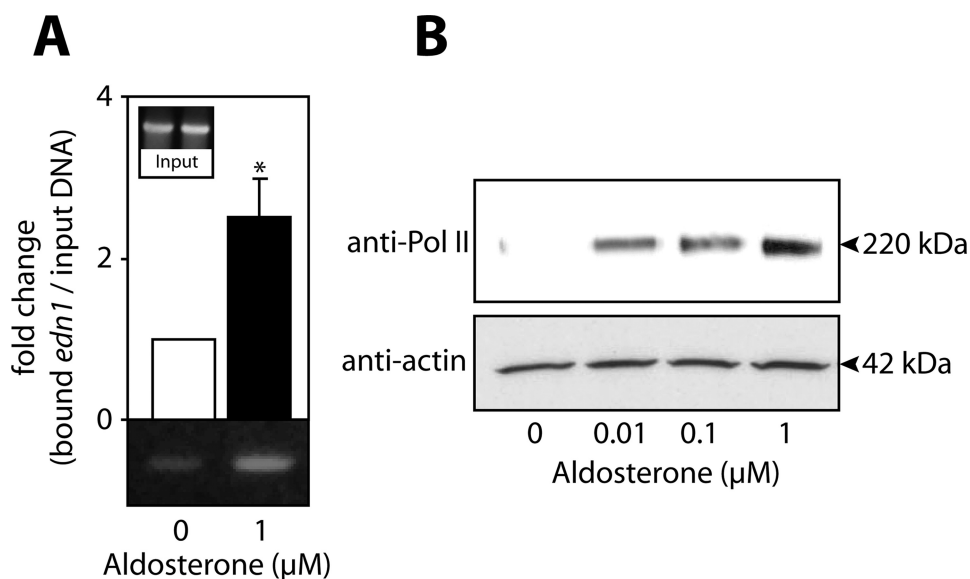 A
B
4
2
0
fold change
(bound edn1 / input DNA)
Input
*
0
1
Aldosterone (µM)
anti-Pol II
220 kDa
anti-actin
42 kDa
0
0.01
0.1
1
Aldosterone (µM)